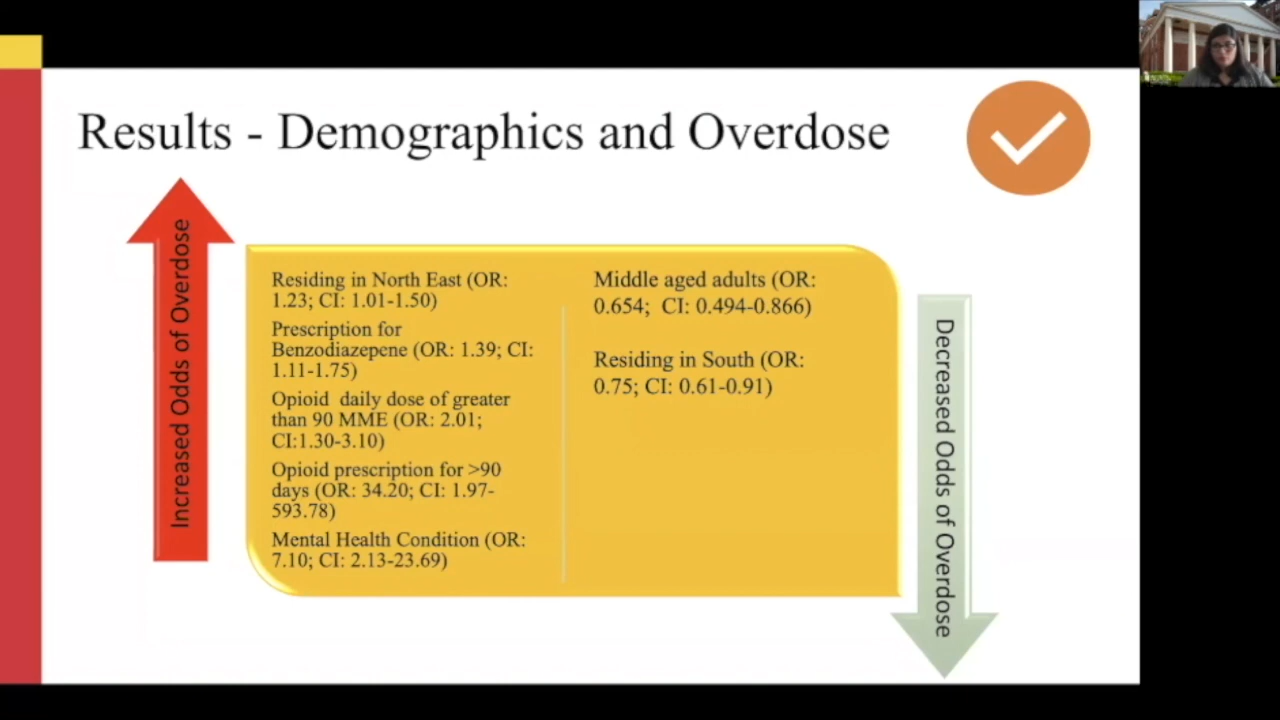 Results - Demographics and Overdose
Increased Odds of Overdose
Residing in North East (OR:
1.23; CI: 1.01-1.50)
Prescription for
Benzodiazepene (OR: 1.39; CI:
1.11-1.75)
Opioid daily dose of greater
than 90 MME (OR: 2.01;
CI:1.30-3.10)
Opioid prescription for >90
days (OR: 34.20; CI: 1.97-
593.78)
Mental Health Condition (OR:
7.10; CI: 2.13-23.69)
Middle aged adults (OR:
0.654; CI: 0.494-0.866)
Residing in South (OR:
0.75; CI: 0.61-0.91)
Decreased Odds of Overdose